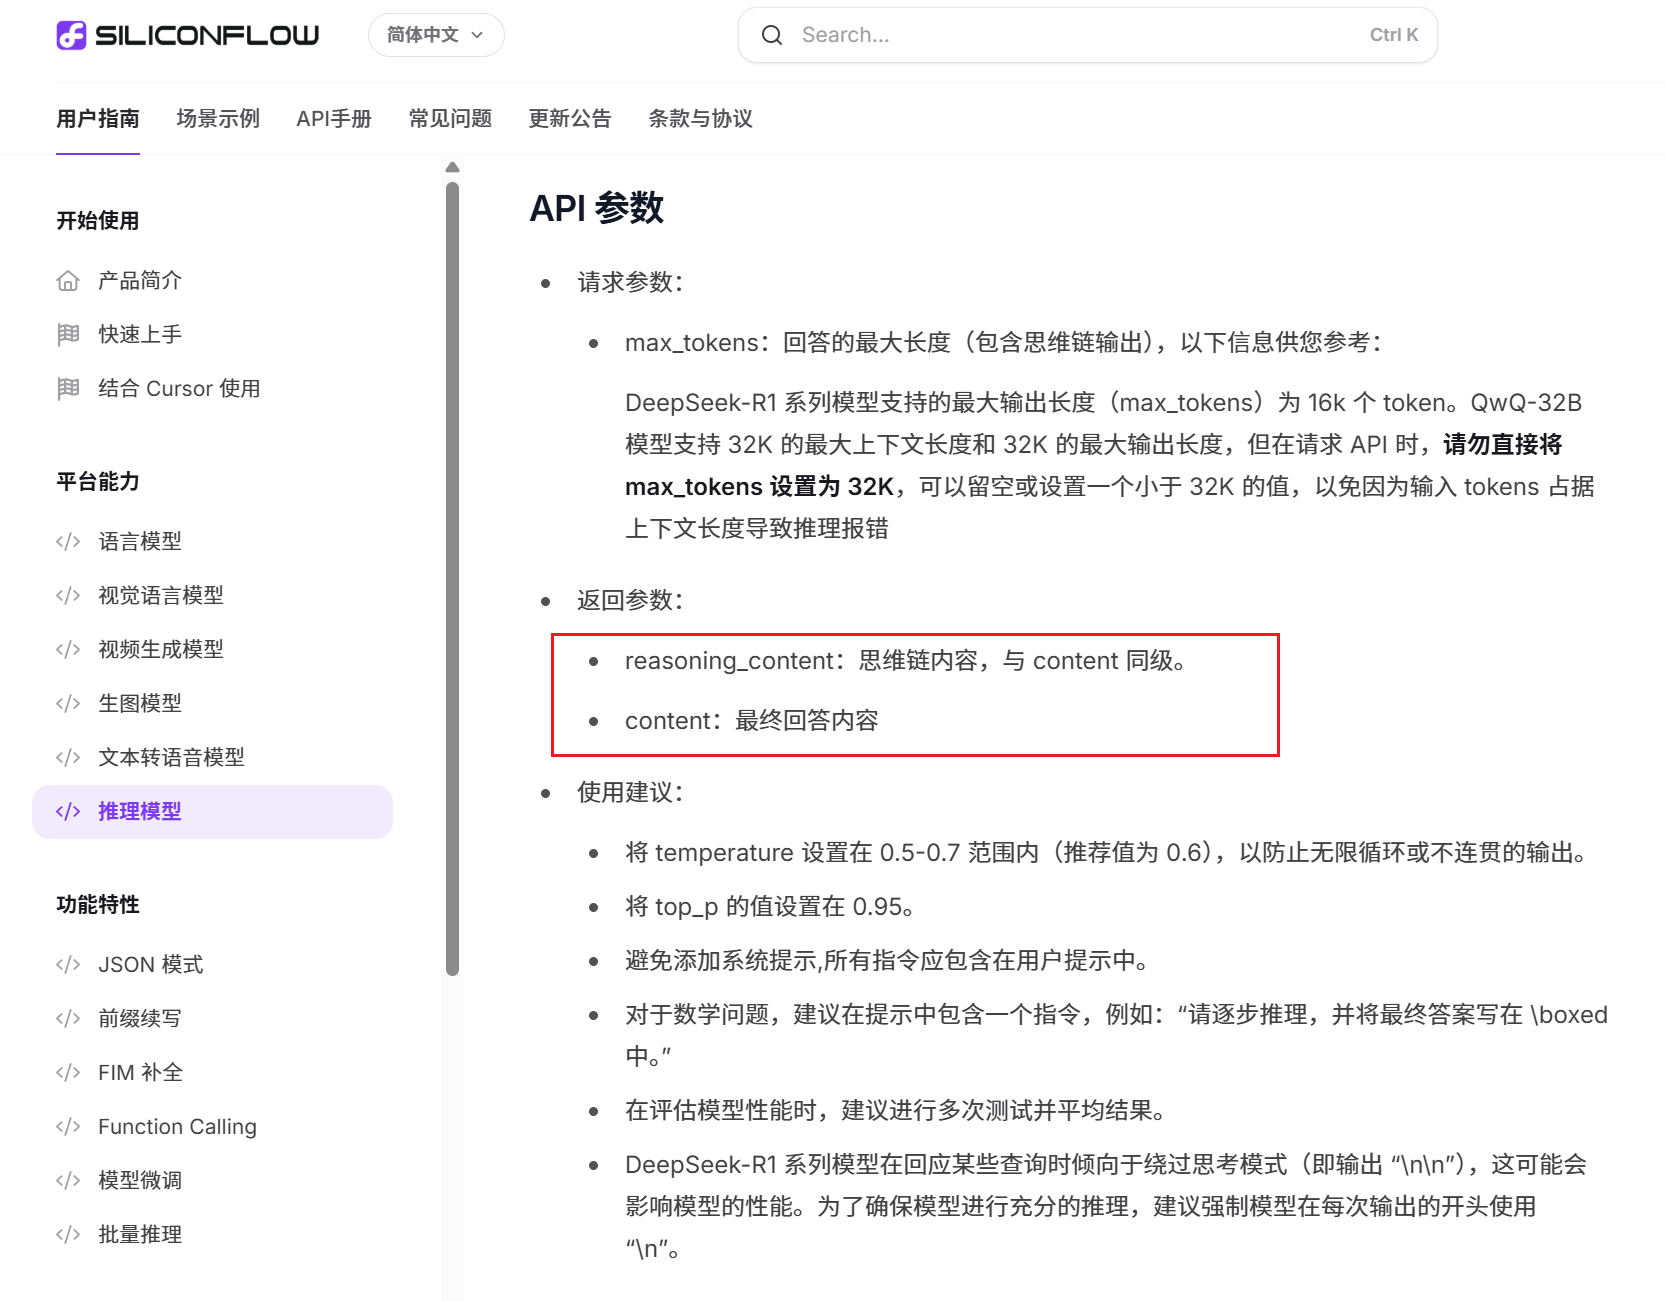 SILICONFLOW
简体中文
Search...
Ctrl K
用户指南
场景示例
API手册
常见问题
更新公告
条款与协议
开始使用
产品简介
快速上手
结合 Cursor 使用
平台能力
</> 语言模型
</> 视觉语言模型
</> 视频生成模型
</> 生图模型
</> 文本转语音模型
</> 推理模型
功能特性
</> JSON 模式
</> 前缀续写
</> FIM 补全
</> Function Calling
</> 模型微调
</> 批量推理
API 参数
• 请求参数：
• max_tokens：回答的最大长度（包含思维链输出），以下信息供您参考：
DeepSeek-R1 系列模型支持的最大输出长度（max_tokens）为 16k 个 token。QwQ-32B
模型支持 32K 的最大上下文长度和 32K 的最大输出长度，但在请求 API 时，请勿直接将
max_tokens 设置为 32K，可以留空或设置一个小于 32K 的值，以免因为输入 tokens 占据
上下文长度导致推理报错
• 返回参数：
• reasoning_content：思维链内容，与 content 同级。
• content：最终回答内容
• 使用建议：
• 将 temperature 设置在 0.5-0.7 范围内（推荐值为 0.6），以防止无限循环或不连贯的输出。
• 将 top_p 的值设置在 0.95。
• 避免添加系统提示,所有指令应包含在用户提示中。
• 对于数学问题，建议在提示中包含一个指令，例如：“请逐步推理，并将最终答案写在 \boxed
中。”
• 在评估模型性能时，建议进行多次测试并平均结果。
• DeepSeek-R1 系列模型在回应某些查询时倾向于绕过思考模式（即输出 “\n\n”），这可能会
影响模型的性能。为了确保模型进行充分的推理，建议强制模型在每次输出的开头使用
“\n”。